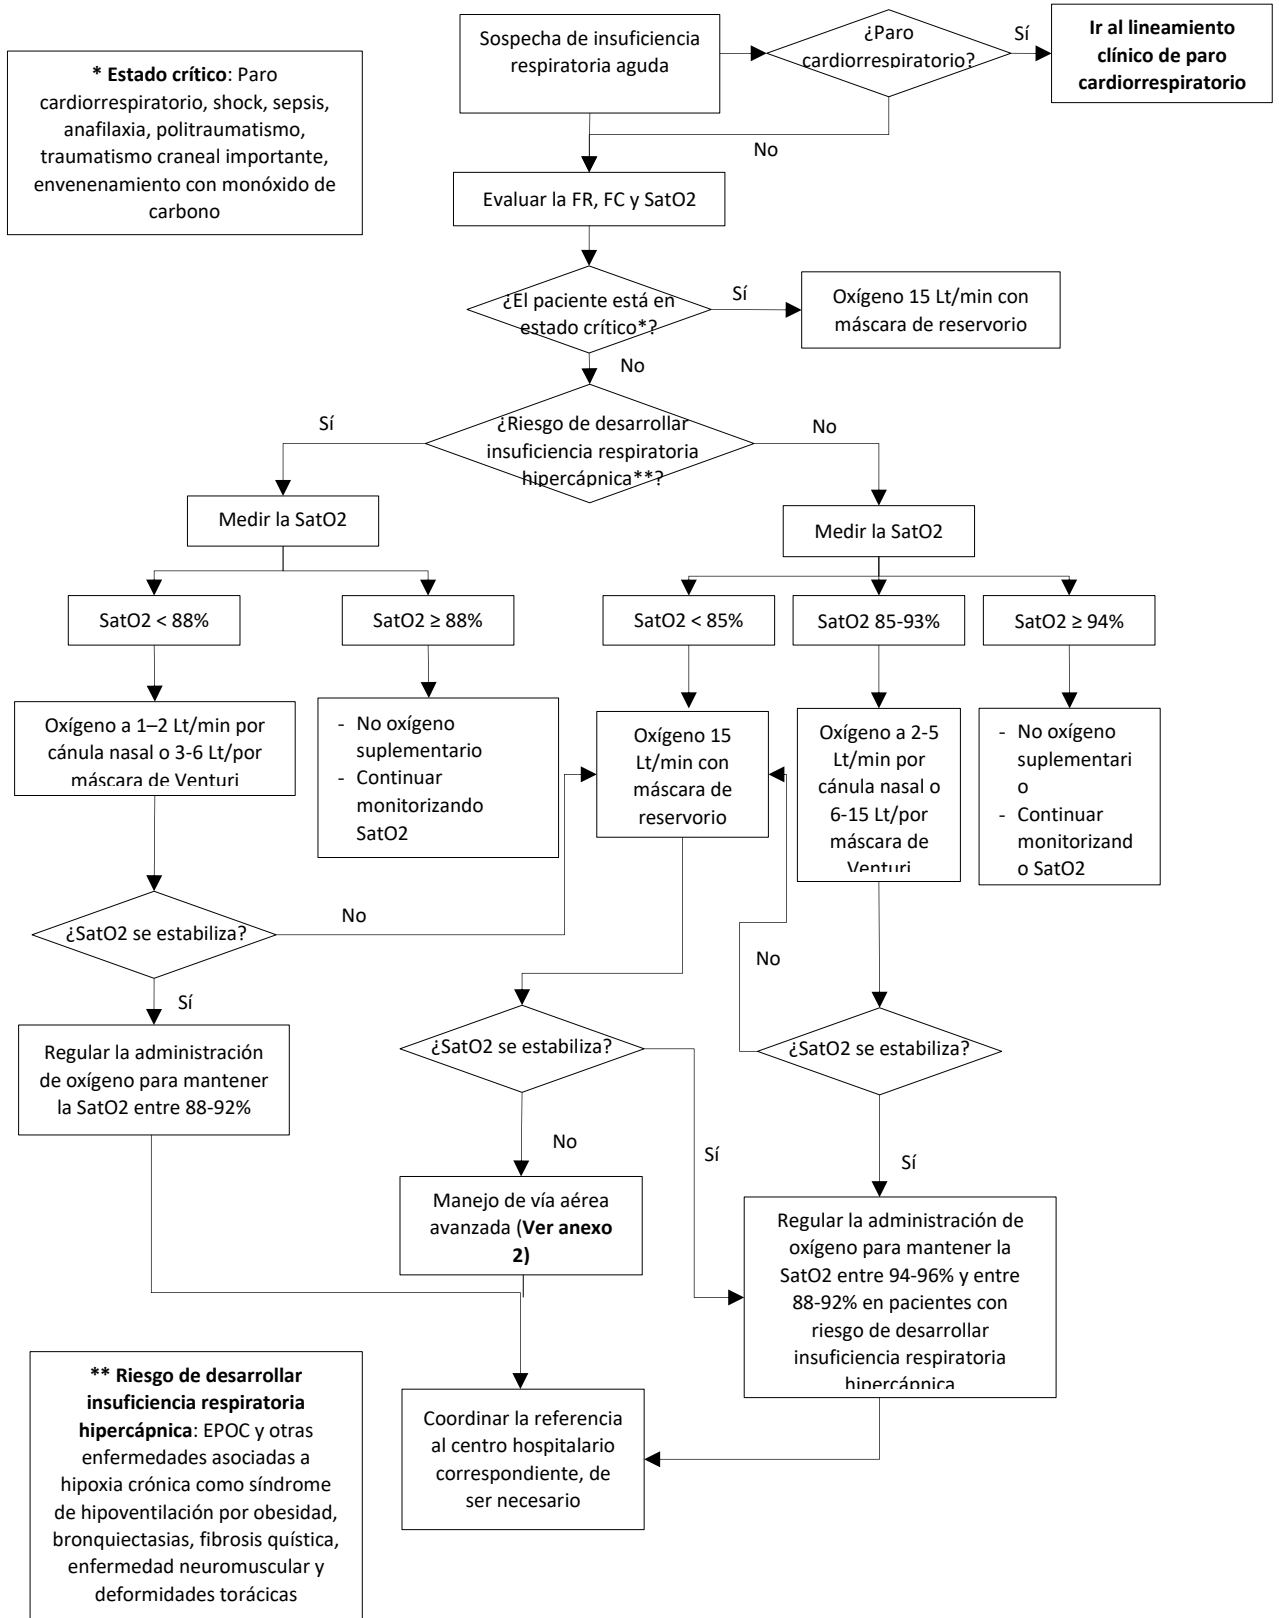 Sospecha de insuficiencia
respiratoria aguda
¿Paro
cardiorrespiratorio?
Sí
Ir al lineamiento
clínico de paro
cardiorrespiratorio
* Estado crítico: Paro
cardiorrespiratorio, shock, sepsis,
anafilaxia, politraumatismo,
traumatismo craneal importante,
envenenamiento con monóxido de
carbono
No
Evaluar la FR, FC y SatO2
¿El paciente está en
estado crítico*?
Sí
Oxígeno 15 Lt/min con
máscara de reservorio
No
¿Riesgo de desarrollar
insuficiencia respiratoria
hipercápnica**?
Sí
No
Medir la SatO2
Medir la SatO2
SatO2 < 88%
SatO2 ≥ 88%
SatO2 < 85%
SatO2 85-93%
SatO2 ≥ 94%
Oxígeno a 1–2 Lt/min por
cánula nasal o 3-6 Lt/por
máscara de Venturi
- No oxígeno
suplementario
- Continuar
monitorizando
SatO2
Oxígeno 15
Lt/min con
máscara de
reservorio
Oxígeno a 2-5
Lt/min por
cánula nasal o
6-15 Lt/por
máscara de
Venturi
- No oxígeno
suplementari
o
- Continuar
monitorizand
o SatO2
¿SatO2 se estabiliza?
No
No
Sí
¿SatO2 se estabiliza?
¿SatO2 se estabiliza?
Regular la administración
de oxígeno para mantener
la SatO2 entre 88-92%
No
Sí
Sí
Manejo de vía aérea
avanzada (Ver anexo
2)
Regular la administración de
oxígeno para mantener la
SatO2 entre 94-96% y entre
88-92% en pacientes con
riesgo de desarrollar
insuficiencia respiratoria
hipercápnica
** Riesgo de desarrollar
insuficiencia respiratoria
hipercápnica: EPOC y otras
enfermedades asociadas a
hipoxia crónica como síndrome
de hipoventilación por obesidad,
bronquiectasias, fibrosis quística,
enfermedad neuromuscular y
deformidades torácicas
Coordinar la referencia
al centro hospitalario
correspondiente, de
ser necesario